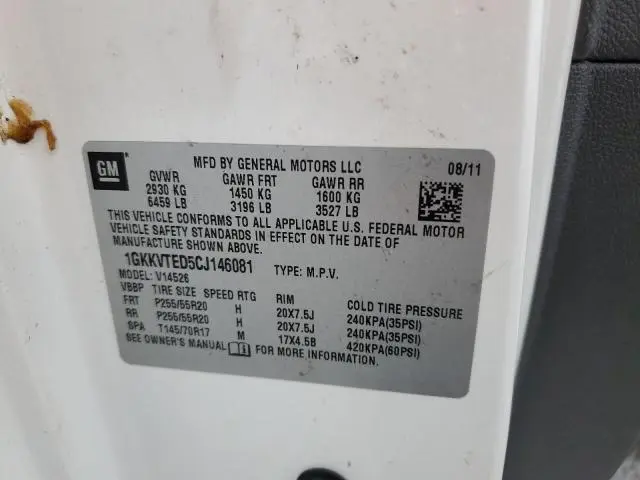 GM
MFD BY GENERAL MOTORS LLC 08/11
GVWR GAWR FRT GAWR RR
2930 KG 1450 KG 1600 KG
6459 LB 3196 LB 3527 LB
THIS VEHICLE CONFORMS TO ALL APPLICABLE U.S. FEDERAL MOTOR
VEHICLE SAFETY STANDARDS IN EFFECT ON THE DATE OF
MANUFACTURE SHOWN ABOVE.
1GKKVTED5CJ146081 TYPE: M.P.V.
MODEL: V14526
VBBP TIRE SIZE SPEED RTG RIM COLD TIRE PRESSURE
FRT P255/55R20 H 20X7.5J 240KPA(35PSI)
RR P255/55R20 H 20X7.5J 240KPA(35PSI)
SPA T145/70R17 M 17X4.5B 420KPA(60PSI)
SEE OWNER'S MANUAL FOR MORE INFORMATION.